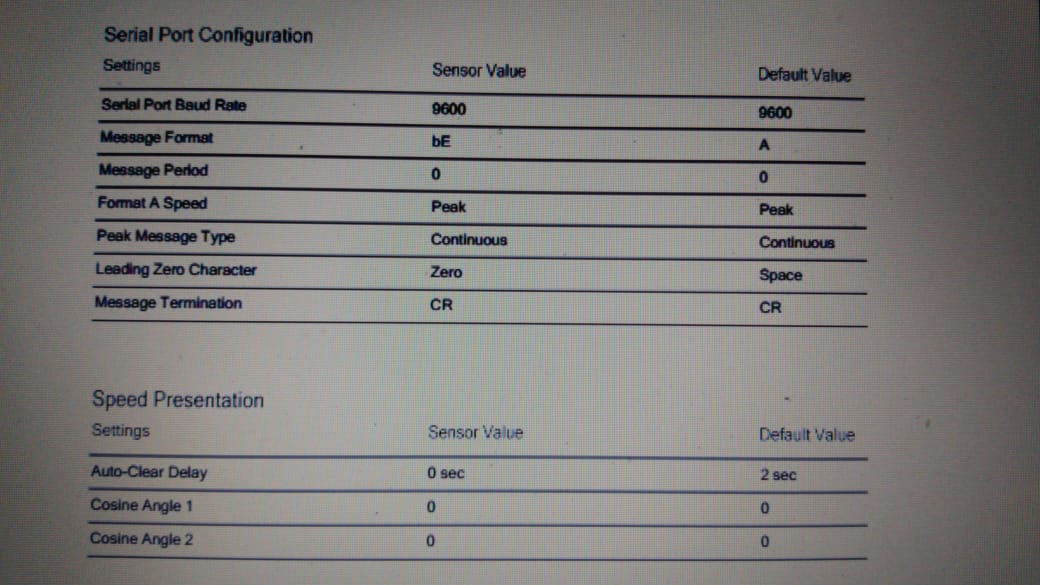 Serial Port Configuration
Settings Sensor Value Default Value
Serial Port Baud Rate 9600 9600
Message Format bE A
Message Period 0 0
Format A Speed Peak Peak
Peak Message Type Continuous Continuous
Leading Zero Character Zero Space
Message Termination CR CR
Speed Presentation
Settings Sensor Value Default Value
Auto-Clear Delay 0 sec 2 sec
Cosine Angle 1 0 0
Cosine Angle 2 0 0